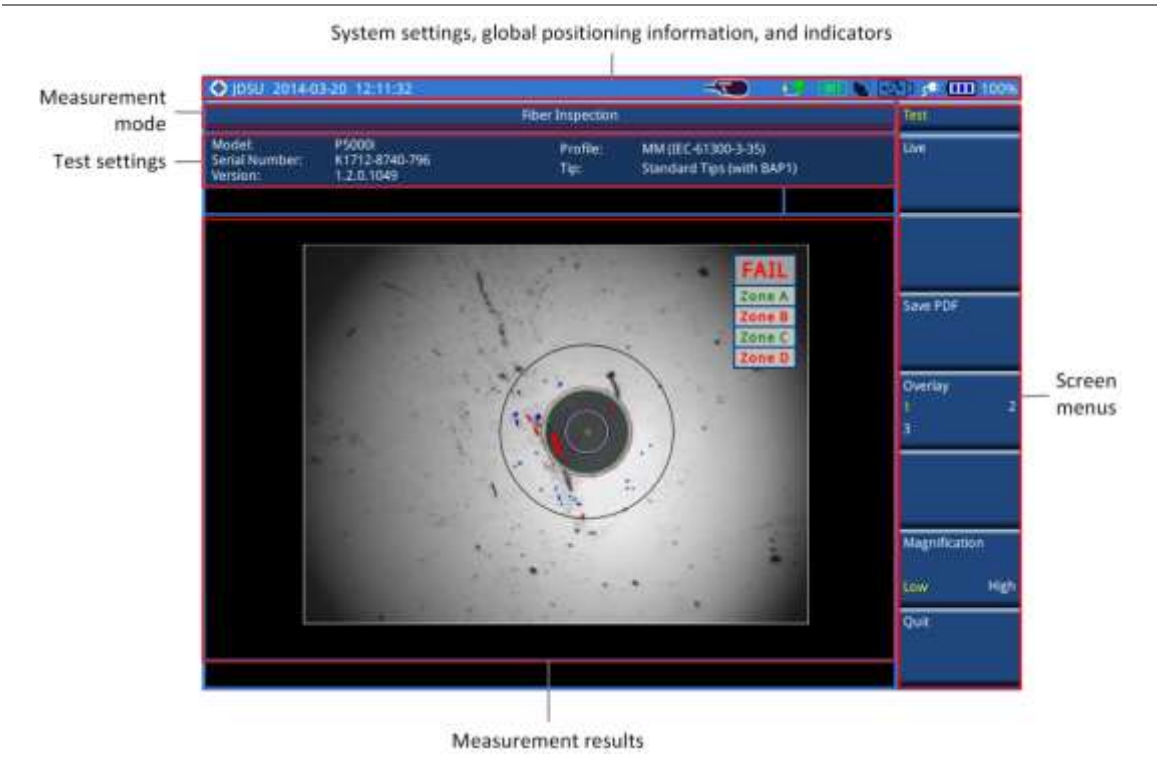 System settings, global positioning information, and indicators
JDSU 2014-03-20 12:11:32
100%
Measurement
mode
Fiber Inspection
Test
Test settings
Model: P5000i
Serial Number: K1712-8740-796
Version: 1.2.0.1049
Profile: MM (IEC-61300-3-35)
Tip: Standard Tips (with BAP1)
Live
FAIL
Zone A
Zone B
Zone C
Zone D
Save PDF
Overlay
1 2
3
Screen
menus
Magnification
Low High
Quit
Measurement results